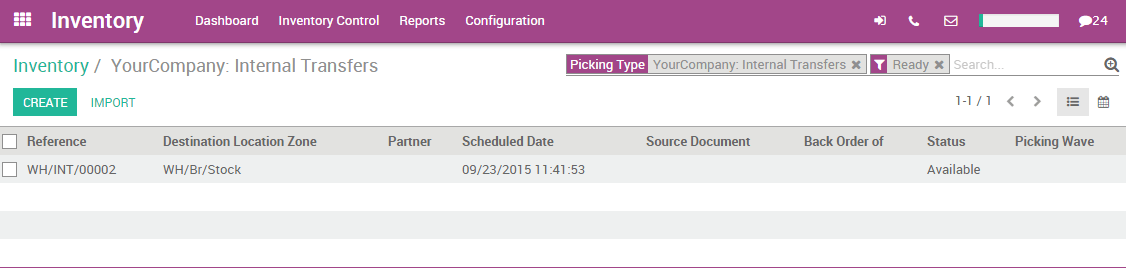 Inventory Dashboard Inventory Control Reports Configuration 24
Inventory / YourCompany: Internal Transfers Picking Type YourCompany: Internal Transfers Ready Search...
CREATE IMPORT 1-1 / 1
Reference Destination Location Zone Partner Scheduled Date Source Document Back Order of Status Picking Wave
WH/INT/00002 WH/Br/Stock 09/23/2015 11:41:53 Available